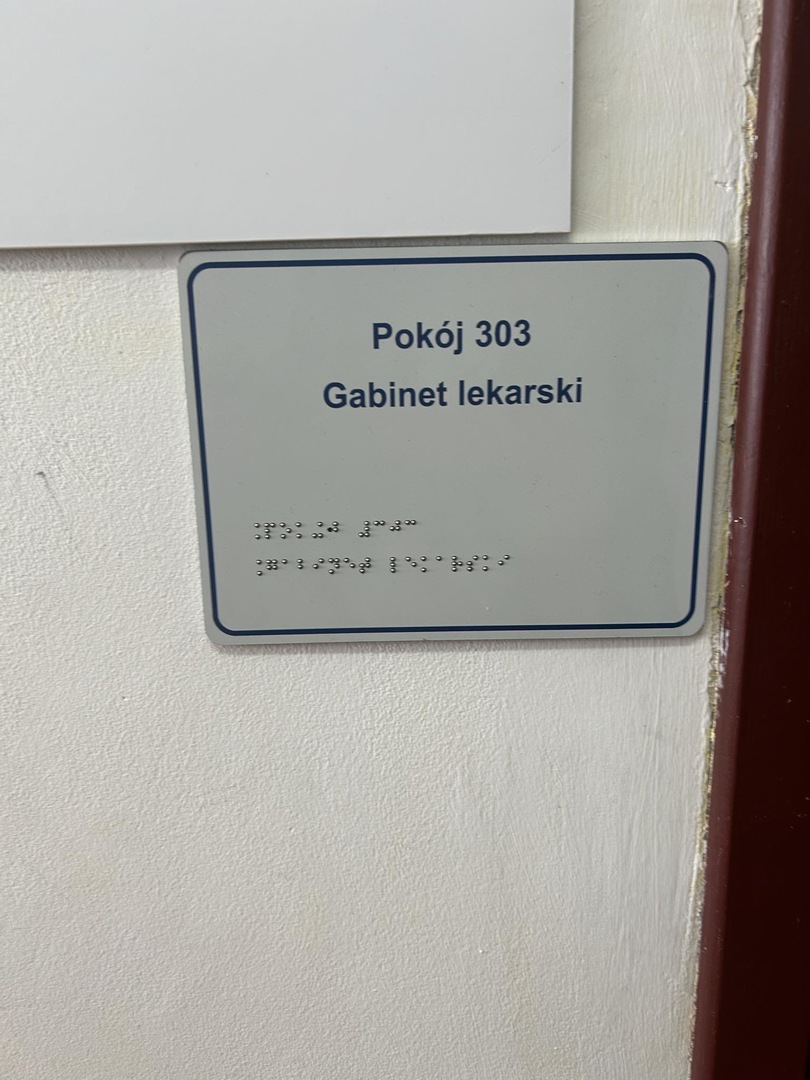 Pokój 303
Gabinet lekarski